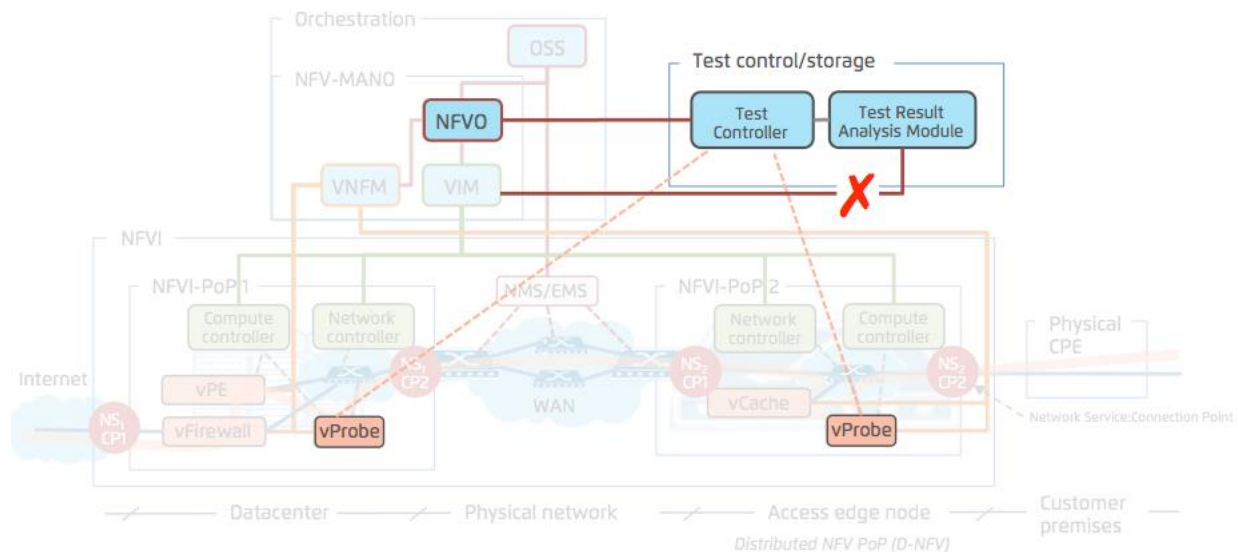 Orchestration
OSS
Test control/storage
NFV-MANO
NFVO
Test
Controller
Test Result
Analysis Module
VNFM
VIM
NFVI
NFVI-PoP 1
NMS/EMS
NFVI-PoP 2
Compute
controller
Network
controller
Network
controller
Compute
controller
Physical
CPE
Internet
NS1
CP2
NS2
CP1
NS2
CP2
vPE
WAN
vCache
Network Service:Connection Point
NS1
CP1
vFirewall
vProbe
vProbe
Datacenter
Physical network
Access edge node
Customer
premises
Distributed NFV PoP (D-NFV)